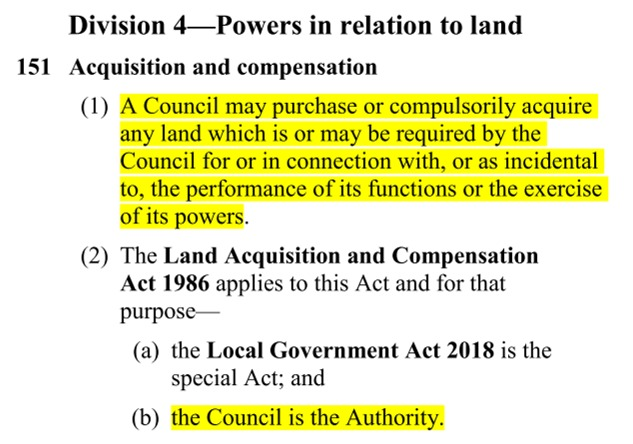 Division 4—Powers in relation to land
151 Acquisition and compensation
(1) A Council may purchase or compulsorily acquire
any land which is or may be required by the
Council for or in connection with, or as incidental
to, the performance of its functions or the exercise
of its powers.
(2) The Land Acquisition and Compensation
Act 1986 applies to this Act and for that
purpose—
(a) the Local Government Act 2018 is the
special Act; and
(b) the Council is the Authority.